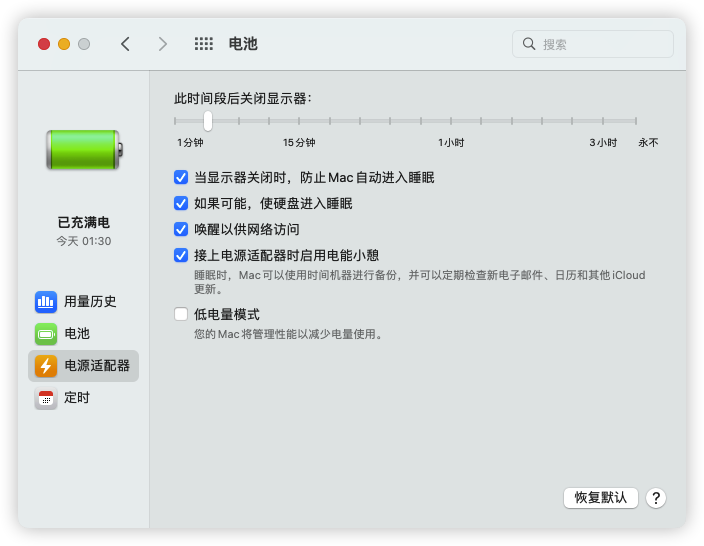 电池
搜索
已充满电
今天 01:30
用量历史
电池
电源适配器
定时
此时间段后关闭显示器：
1分钟 15分钟 1小时 3小时 永不
当显示器关闭时，防止 Mac 自动进入睡眠
如果可能，使硬盘进入睡眠
唤醒以供网络访问
接上电源适配器时启用电能小憩
睡眠时，Mac 可以使用时间机器进行备份，并可以定期检查新电子邮件、日历和其他 iCloud
更新。
低电量模式
您的 Mac 将管理性能以减少电量使用。
恢复默认 ?